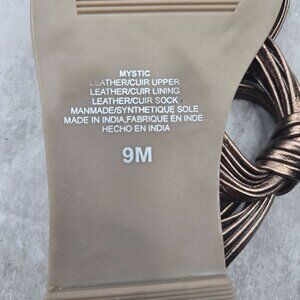 MYSTIC
LEATHER/CUIR UPPER
LEATHER/CUIR LINING
LEATHER/CUIR SOCK
MANMADE/SYNTHETIQUE SOLE
MADE IN INDIA,FABRIQUE EN INDE
HECHO EN INDIA
9M